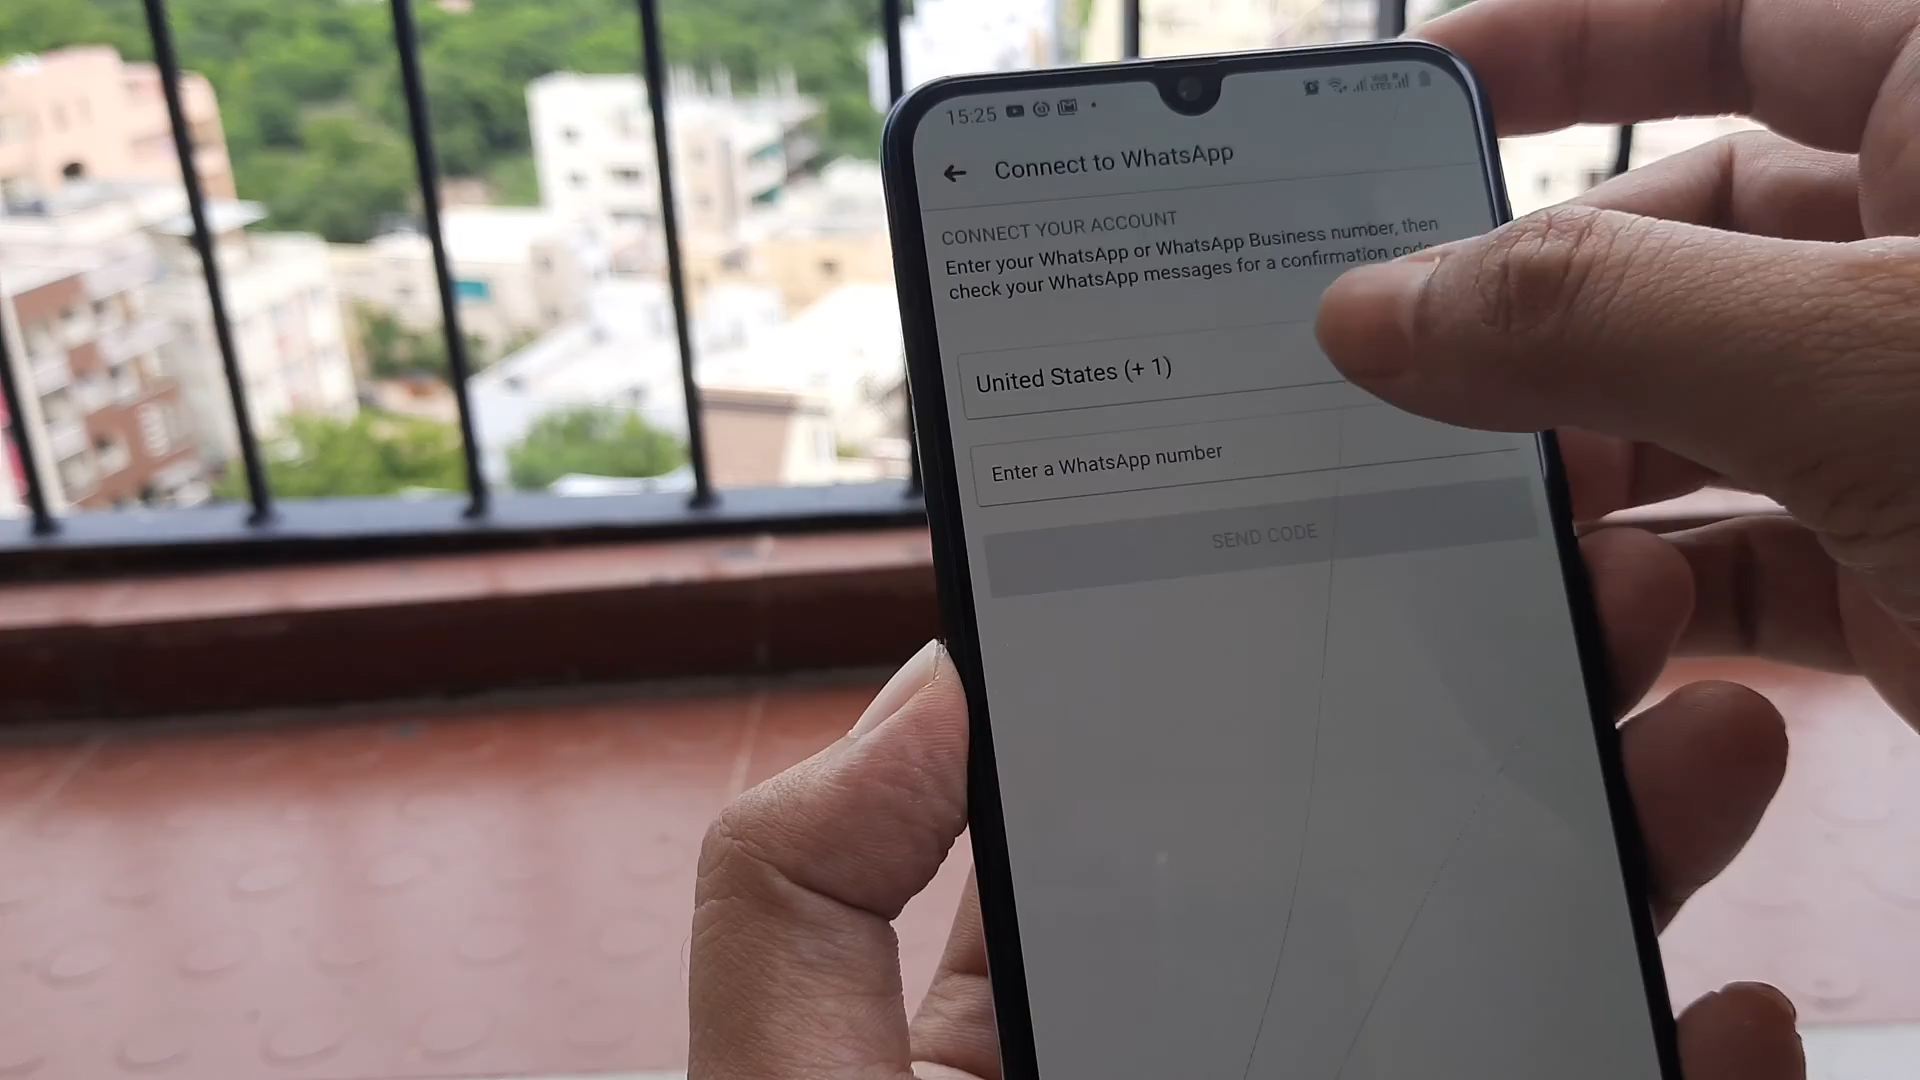 15:25
Connect to WhatsApp
CONNECT YOUR ACCOUNT
Enter your WhatsApp or WhatsApp Business number, then
check your WhatsApp messages for a confirmation
United States (+ 1)
Enter a WhatsApp number
SEND CODE